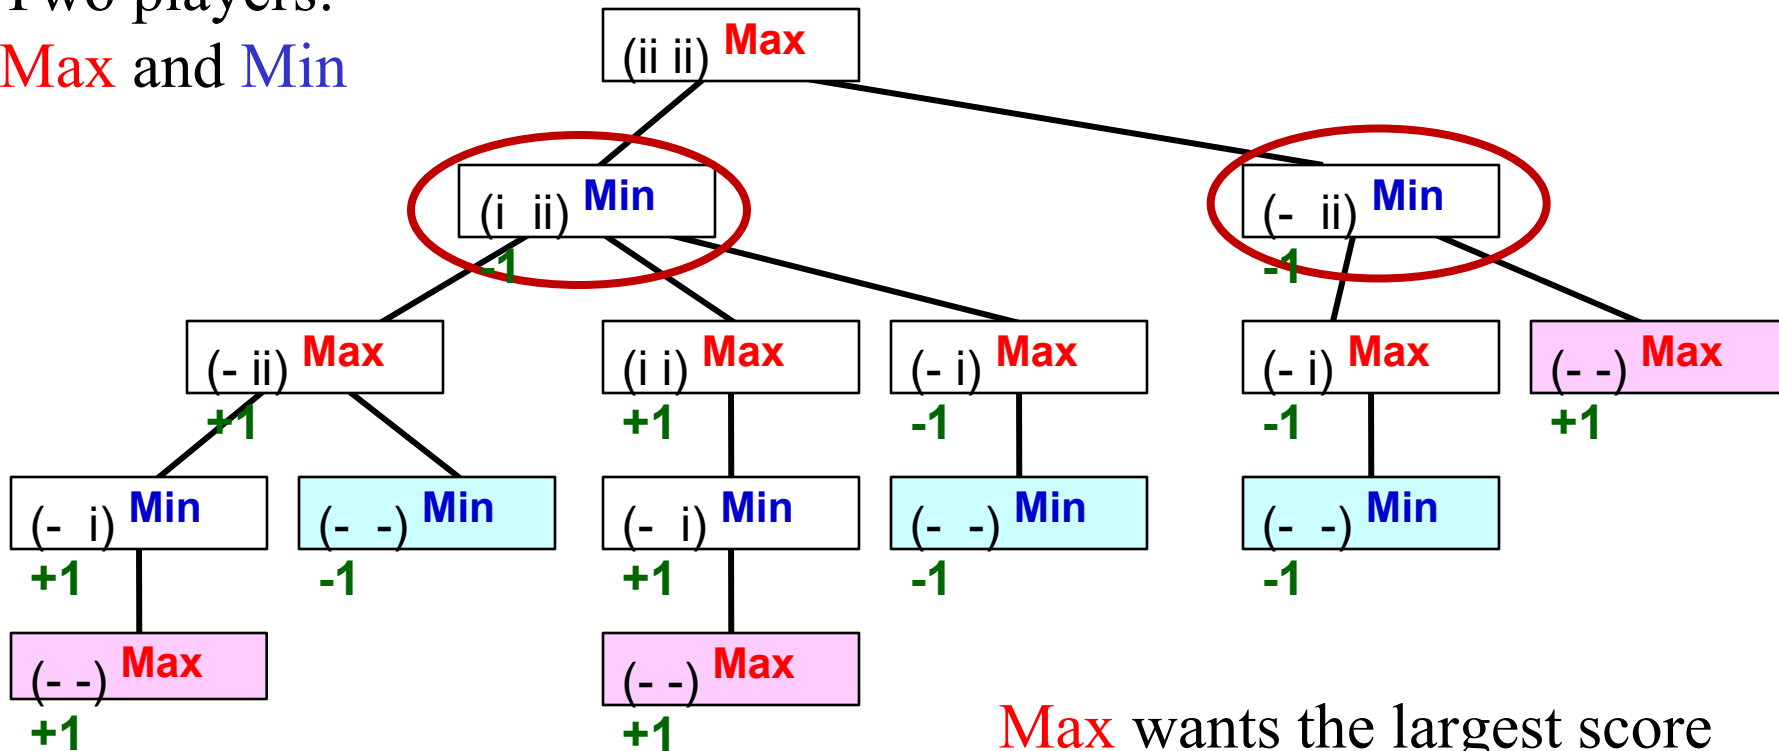 Two players:
Max and Min
(ii ii) Max
(i ii) Min
-1
(- ii) Min
-1
(- ii) Max
+1
(i i) Max
+1
(- i) Max
-1
(- i) Max
-1
(- -) Max
+1
(- i) Min
+1
(- -) Min
-1
(- i) Min
+1
(- -) Min
-1
(- -) Min
-1
(- -) Max
+1
(- -) Max
+1
Max wants the largest score